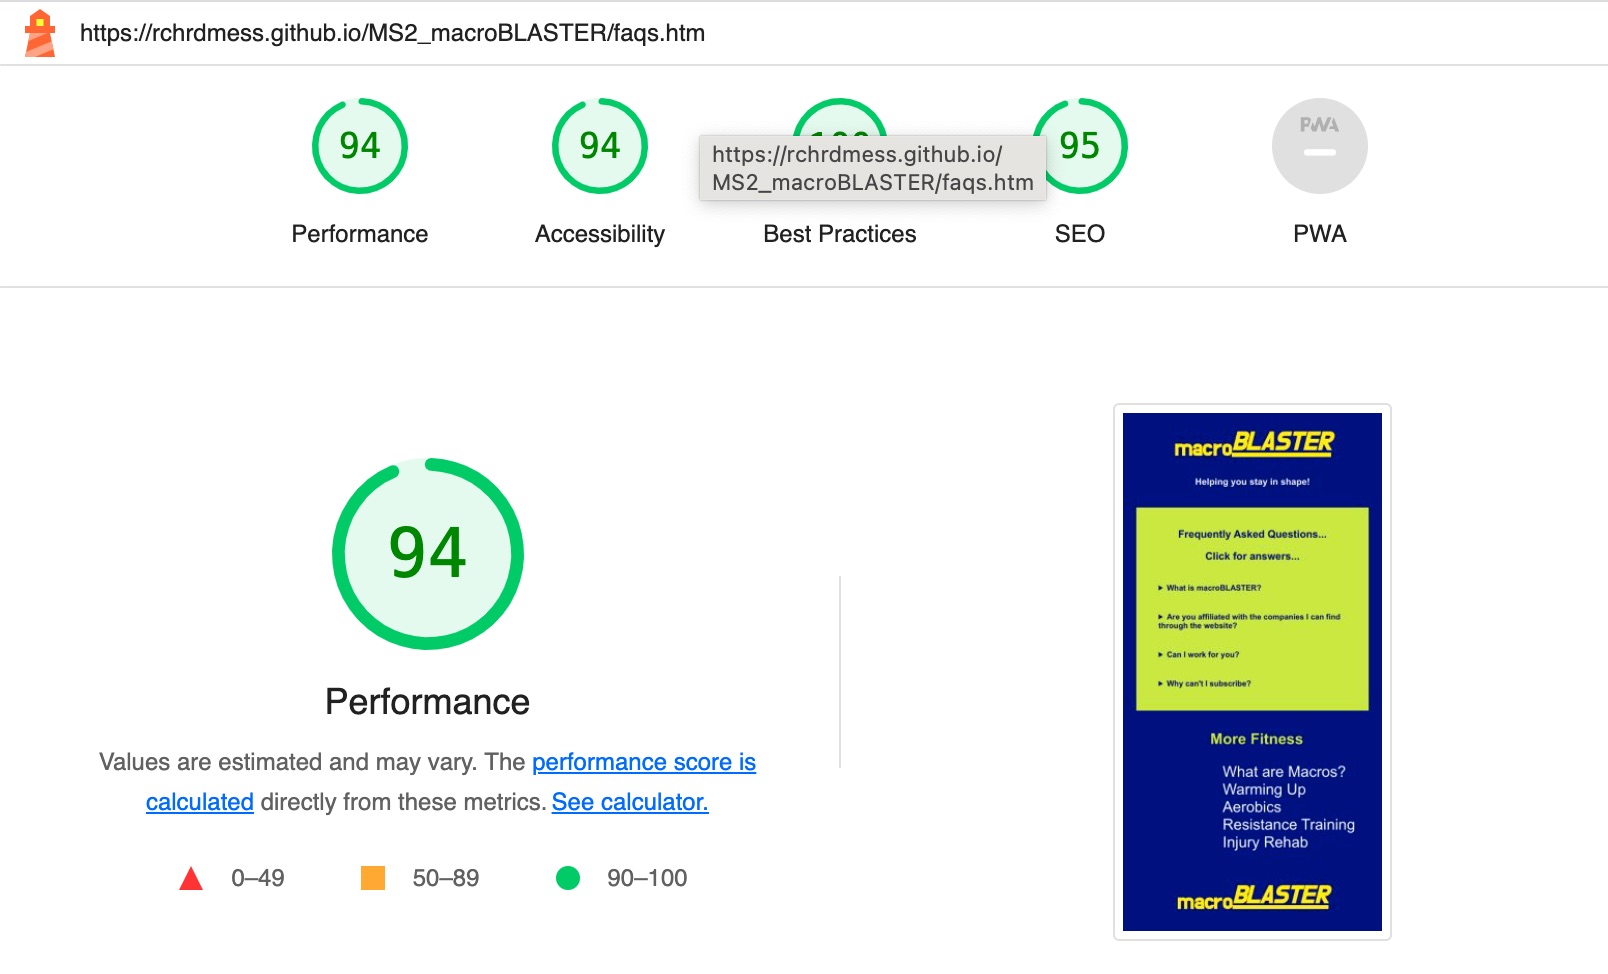 https://rchrdmess.github.io/MS2_macroBLASTER/faqs.htm
94
94
95
PWA
https://rchrdmess.github.io/
MS2_macroBLASTER/faqs.htm
Performance
Accessibility
Best Practices
SEO
PWA
94
Performance
Values are estimated and may vary. The performance score is
calculated directly from these metrics. See calculator.
0–49
50–89
90–100
macroBLASTER
Helping you stay in shape!
Frequently Asked Questions...
Click for answers...
▸ What is macroBLASTER?
▸ Are you affiliated with the companies I can find
through the website?
▸ Can I work for you?
▸ Why can't I subscribe?
More Fitness
What are Macros?
Warming Up
Aerobics
Resistance Training
Injury Rehab
macroBLASTER